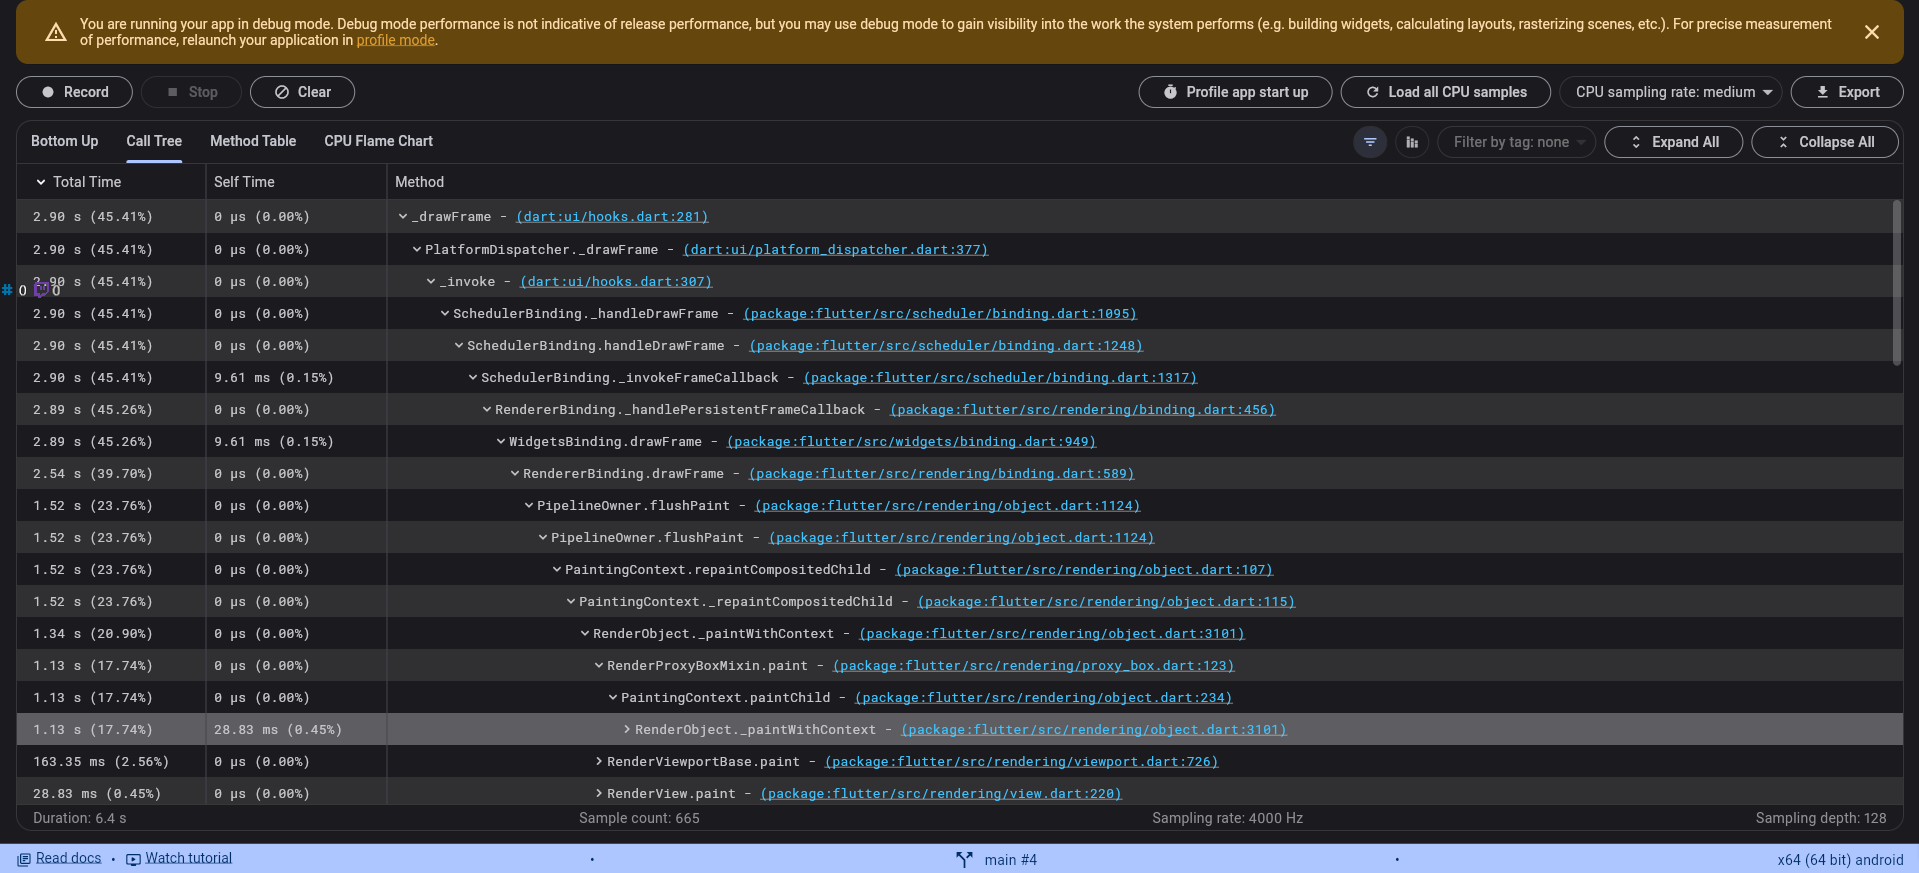 You are running your app in debug mode. Debug mode performance is not indicative of release performance, but you may use debug mode to gain visibility into the work the system performs (e.g. building widgets, calculating layouts, rasterizing scenes, etc.). For precise measurement
of performance, relaunch your application in profile mode.
Record Stop Clear Profile app start up Load all CPU samples CPU sampling rate: medium Export
Bottom Up Call Tree Method Table CPU Flame Chart Filter by tag: none Expand All Collapse All
Total Time Self Time Method
2.90 s (45.41%) 0 µs (0.00%) _drawFrame - (dart:ui/hooks.dart:281)
2.90 s (45.41%) 0 µs (0.00%) PlatformDispatcher._drawFrame - (dart:ui/platform_dispatcher.dart:377)
2.90 s (45.41%) 0 µs (0.00%) _invoke - (dart:ui/hooks.dart:307)
# 0 0
2.90 s (45.41%) 0 µs (0.00%) SchedulerBinding._handleDrawFrame - (package:flutter/src/scheduler/binding.dart:1095)
2.90 s (45.41%) 0 µs (0.00%) SchedulerBinding.handleDrawFrame - (package:flutter/src/scheduler/binding.dart:1248)
2.90 s (45.41%) 9.61 ms (0.15%) SchedulerBinding._invokeFrameCallback - (package:flutter/src/scheduler/binding.dart:1317)
2.89 s (45.26%) 0 µs (0.00%) RendererBinding._handlePersistentFrameCallback - (package:flutter/src/rendering/binding.dart:456)
2.89 s (45.26%) 9.61 ms (0.15%) WidgetsBinding.drawFrame - (package:flutter/src/widgets/binding.dart:949)
2.54 s (39.70%) 0 µs (0.00%) RendererBinding.drawFrame - (package:flutter/src/rendering/binding.dart:589)
1.52 s (23.76%) 0 µs (0.00%) PipelineOwner.flushPaint - (package:flutter/src/rendering/object.dart:1124)
1.52 s (23.76%) 0 µs (0.00%) PipelineOwner.flushPaint - (package:flutter/src/rendering/object.dart:1124)
1.52 s (23.76%) 0 µs (0.00%) PaintingContext.repaintCompositedChild - (package:flutter/src/rendering/object.dart:107)
1.52 s (23.76%) 0 µs (0.00%) PaintingContext._repaintCompositedChild - (package:flutter/src/rendering/object.dart:115)
1.34 s (20.90%) 0 µs (0.00%) RenderObject._paintWithContext - (package:flutter/src/rendering/object.dart:3101)
1.13 s (17.74%) 0 µs (0.00%) RenderProxyBoxMixin.paint - (package:flutter/src/rendering/proxy_box.dart:123)
1.13 s (17.74%) 0 µs (0.00%) PaintingContext.paintChild - (package:flutter/src/rendering/object.dart:234)
1.13 s (17.74%) 28.83 ms (0.45%) RenderObject._paintWithContext - (package:flutter/src/rendering/object.dart:3101)
163.35 ms (2.56%) 0 µs (0.00%) RenderViewportBase.paint - (package:flutter/src/rendering/viewport.dart:726)
28.83 ms (0.45%) 0 µs (0.00%) RenderView.paint - (package:flutter/src/rendering/view.dart:220)
Duration: 6.4 s Sample count: 665 Sampling rate: 4000 Hz Sampling depth: 128
Read docs • Watch tutorial • main #4 • x64 (64 bit) android